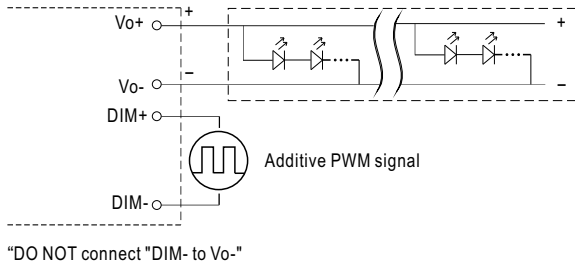 Vo+
+
+
Vo-
–
–
DIM+
Additive PWM signal
DIM-
“DO NOT connect "DIM- to Vo-"